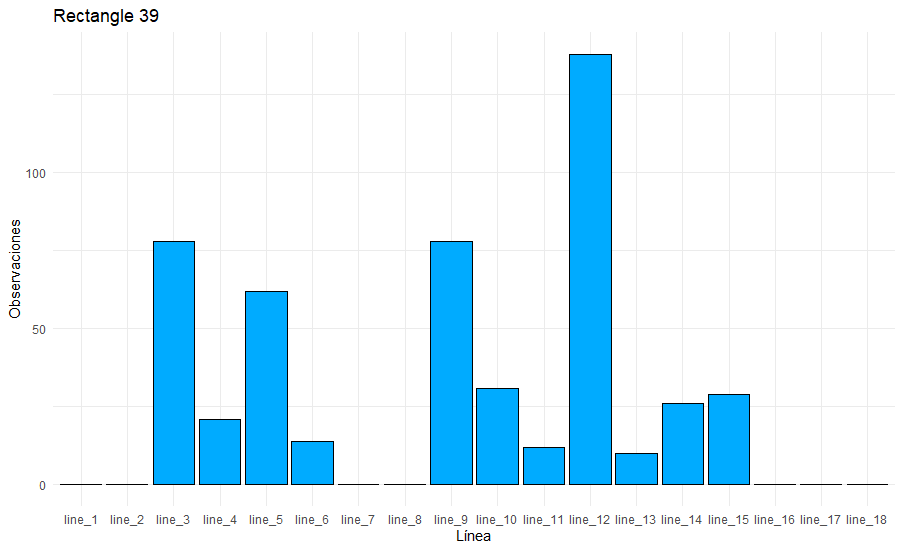 Rectangle 39
Observaciones
100
50
0
line_1 line_2 line_3 line_4 line_5 line_6 line_7 line_8 line_9 line_10 line_11 line_12 line_13 line_14 line_15 line_16 line_17 line_18
Línea